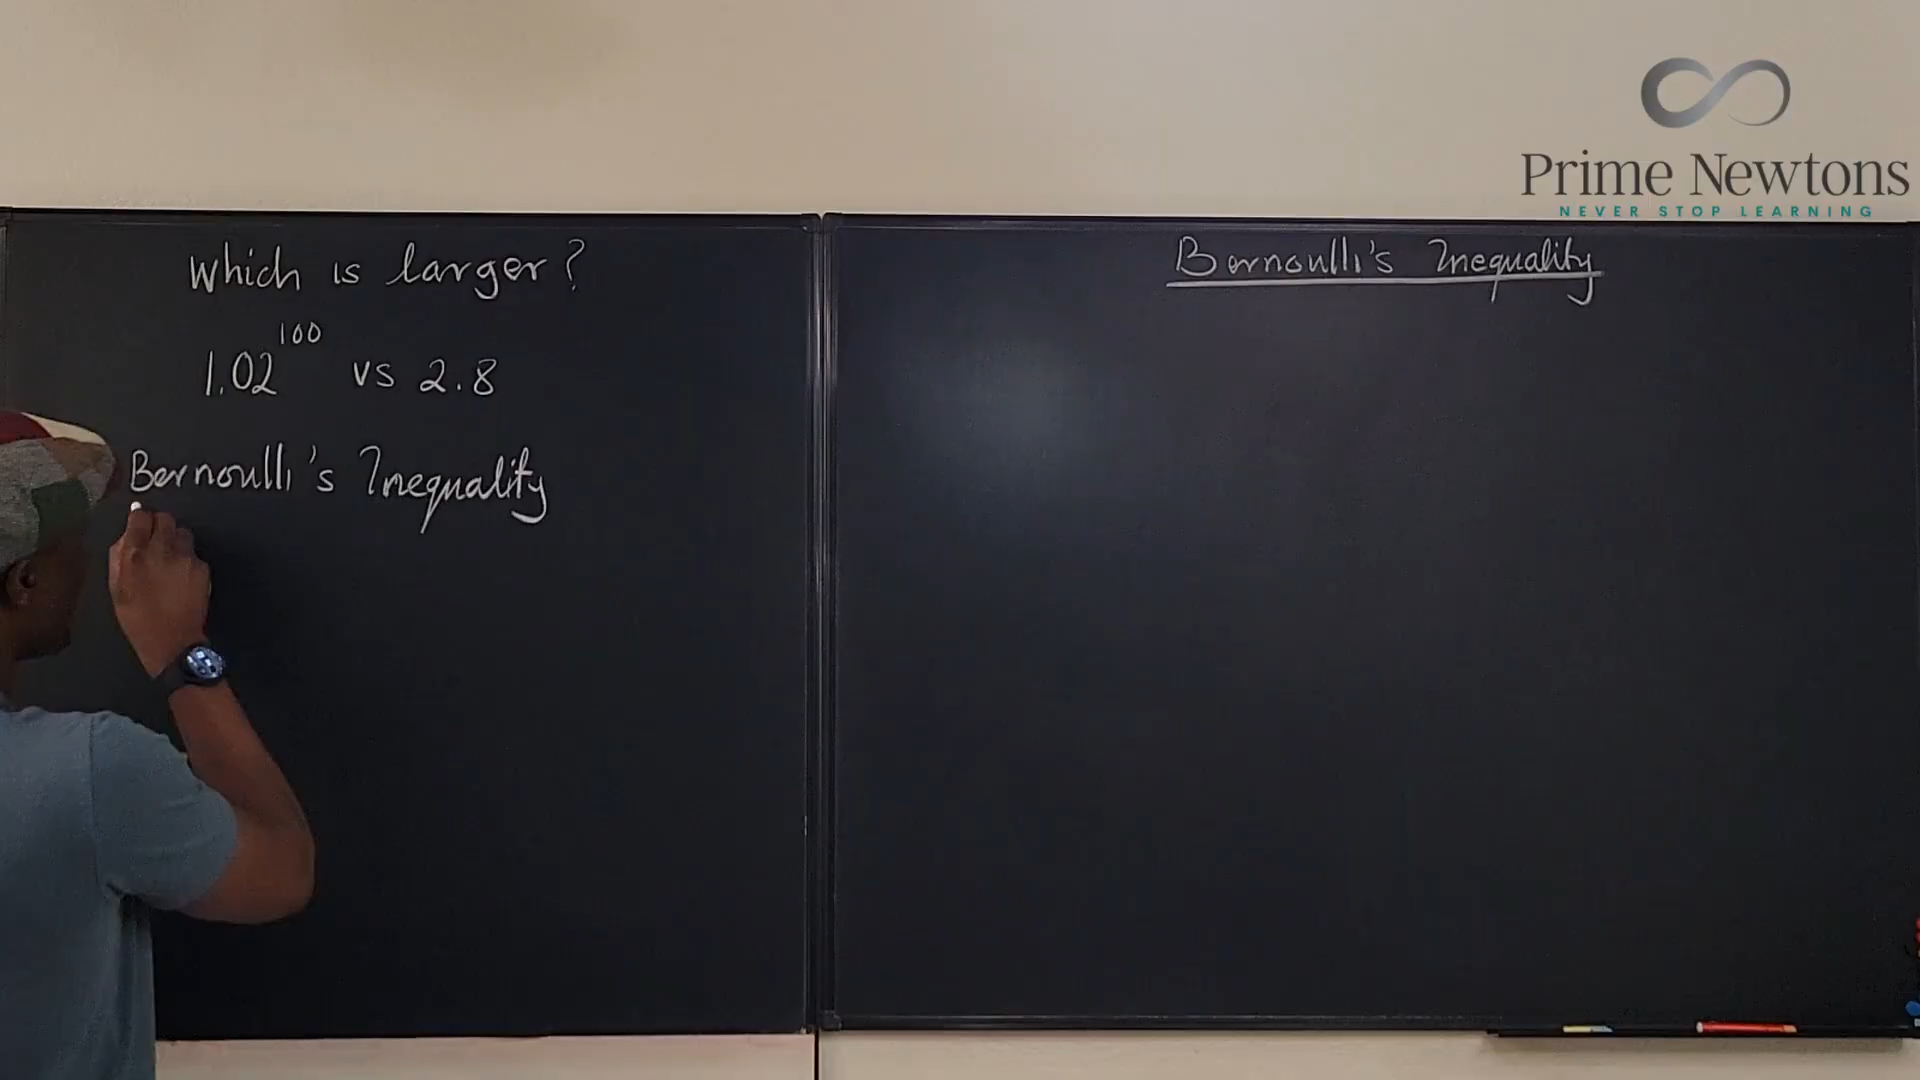 Prime Newtons
NEVER STOP LEARNING
Which is larger?
1.02^100 vs 2.8
Bernoulli's Inequality
Bernoulli's Inequality